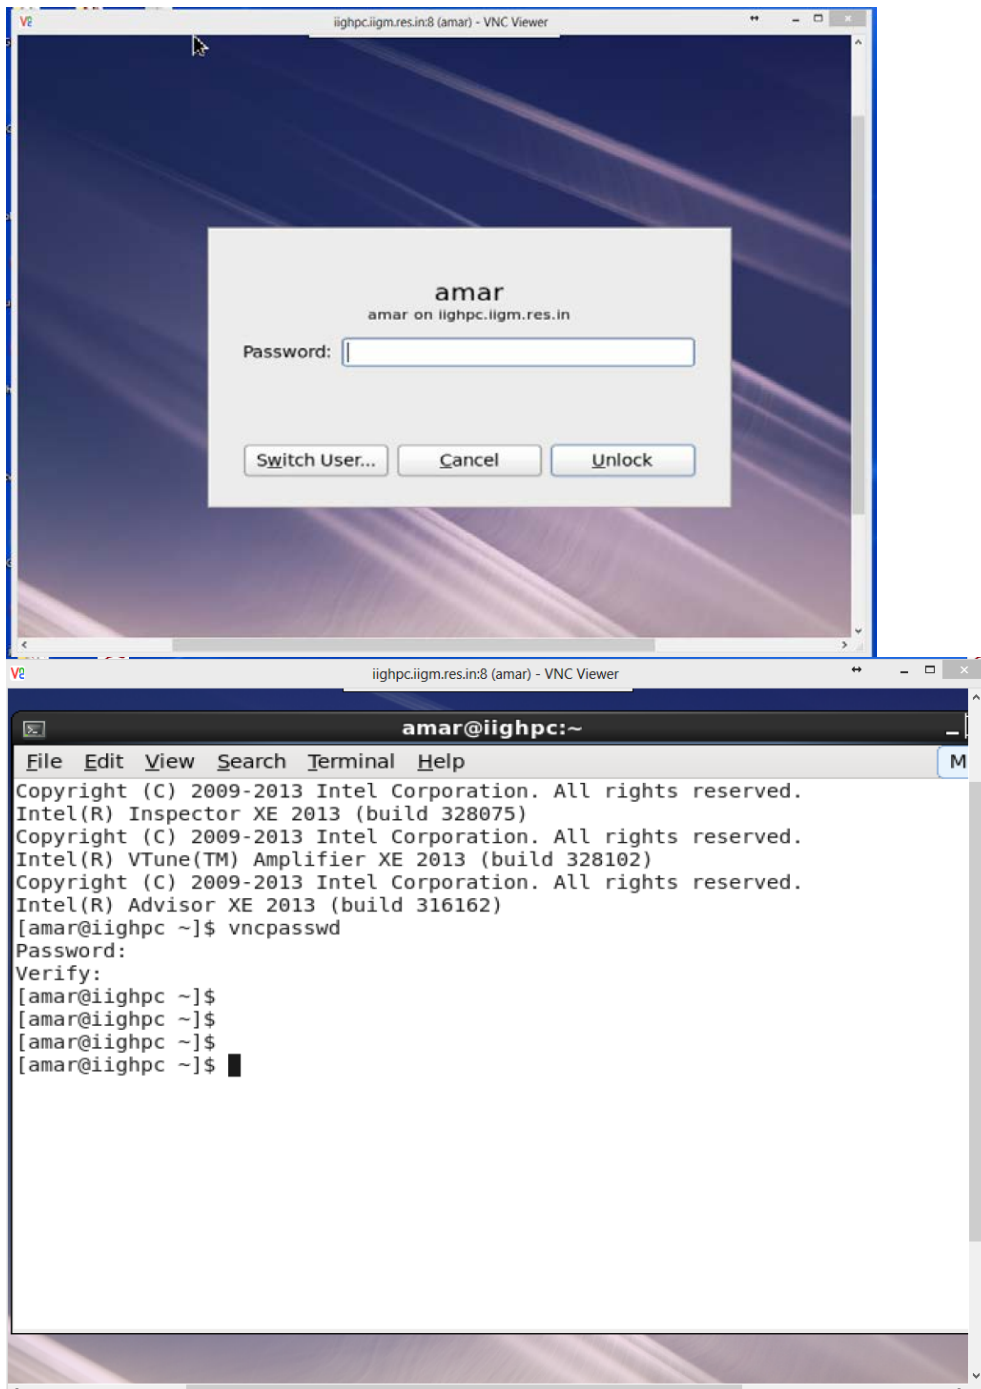 iighpc.iigm.res.in:8 (amar) - VNC Viewer
amar
amar on iighpc.iigm.res.in
Password:
Switch User... Cancel Unlock
iighpc.iigm.res.in:8 (amar) - VNC Viewer
amar@iighpc:~
File Edit View Search Terminal Help
Copyright (C) 2009-2013 Intel Corporation. All rights reserved.
Intel(R) Inspector XE 2013 (build 328075)
Copyright (C) 2009-2013 Intel Corporation. All rights reserved.
Intel(R) VTune(TM) Amplifier XE 2013 (build 328102)
Copyright (C) 2009-2013 Intel Corporation. All rights reserved.
Intel(R) Advisor XE 2013 (build 316162)
[amar@iighpc ~]$ vncpasswd
Password:
Verify:
[amar@iighpc ~]$
[amar@iighpc ~]$
[amar@iighpc ~]$
[amar@iighpc ~]$